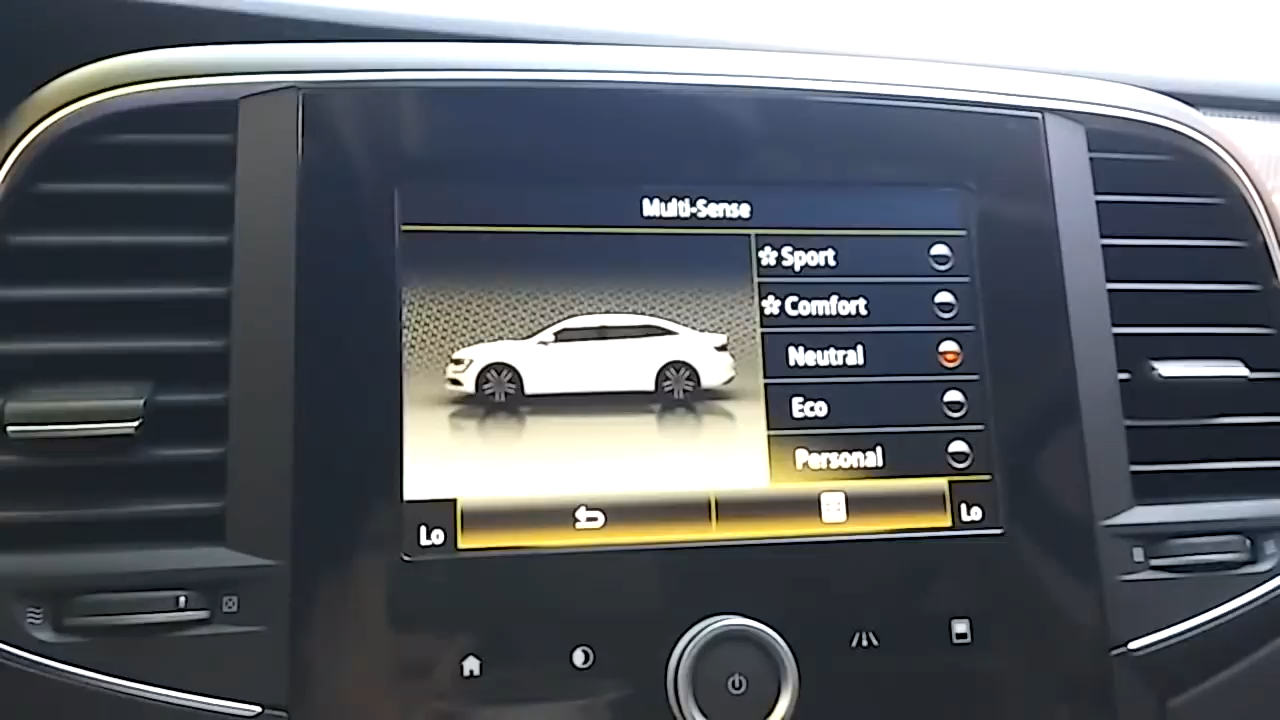 Multi-Sense
Sport
Comfort
Neutral
Eco
Personal
Lo
Lo